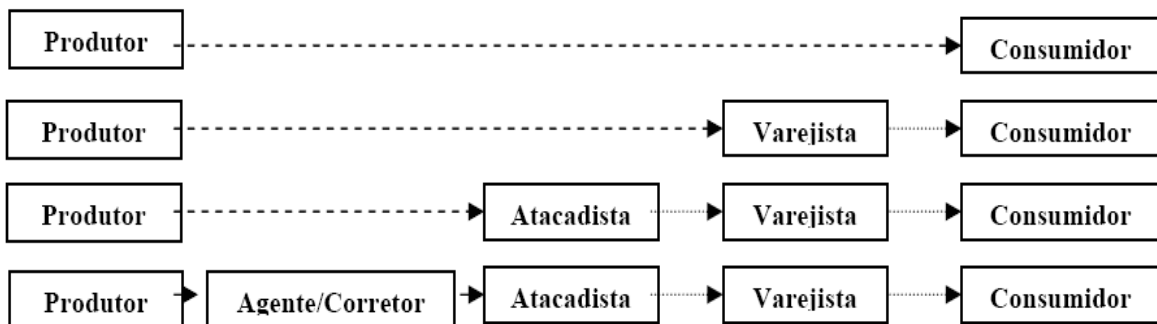 Produtor Consumidor
Produtor Varejista Consumidor
Produtor Atacadista Varejista Consumidor
Produtor Agente/Corretor Atacadista Varejista Consumidor